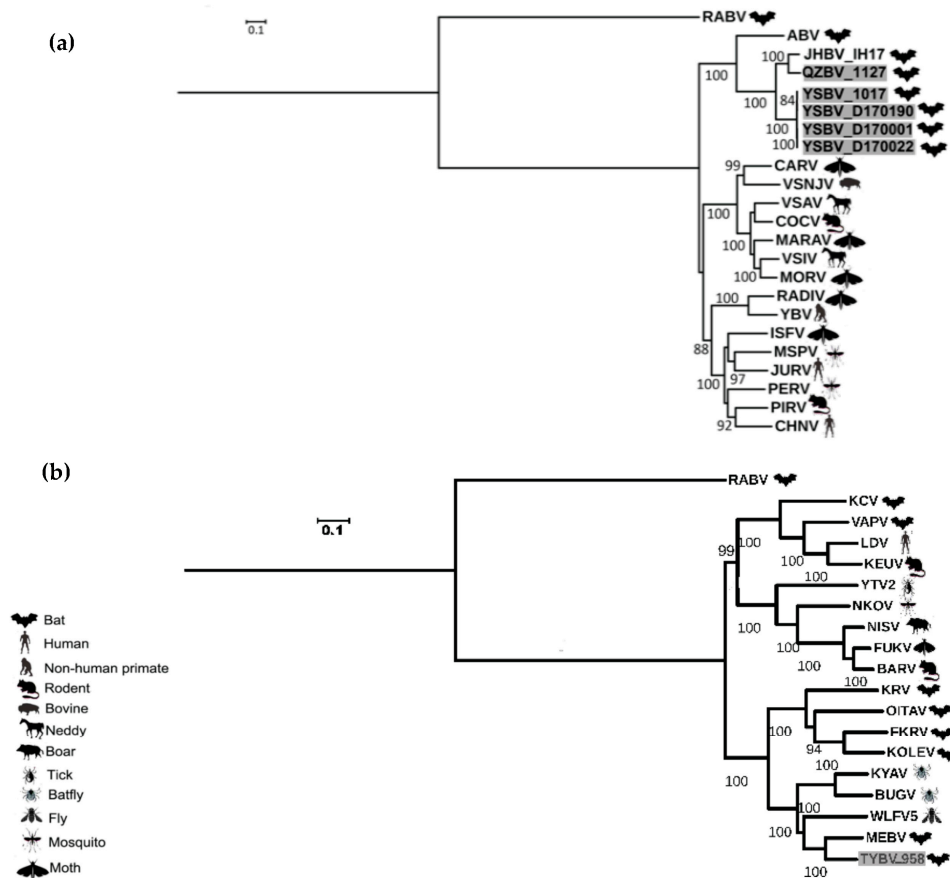 (a)
0.1
RABV
ABV
100
JHBV_IH17
100
QZBV_1127
100
84
YSBV_1017
YSBV_D170190
100
YSBV_D170001
100
YSBV_D170022
99
CARV
VSNJV
100
VSAV
COCV
100
MARAV
VSIV
100
MORV
100
RADIV
YBV
88
ISFV
MSPV
100
97
JURV
PERV
PIRV
92
CHNV
(b)
0.1
RABV
KCV
100
VAPV
99
LDV
100
KEUV
100
YTV2
NKOV
100
NISV
100
FUKV
100
BARV
100
KRV
OITAV
100
FKRV
94
KOLEV
100
KYAV
100
BUGV
100
WLFV5
100
MEBV
TYBV_958
100
Bat
Human
Non-human primate
Rodent
Bovine
Neddy
Boar
Tick
Batfly
Fly
Mosquito
Moth